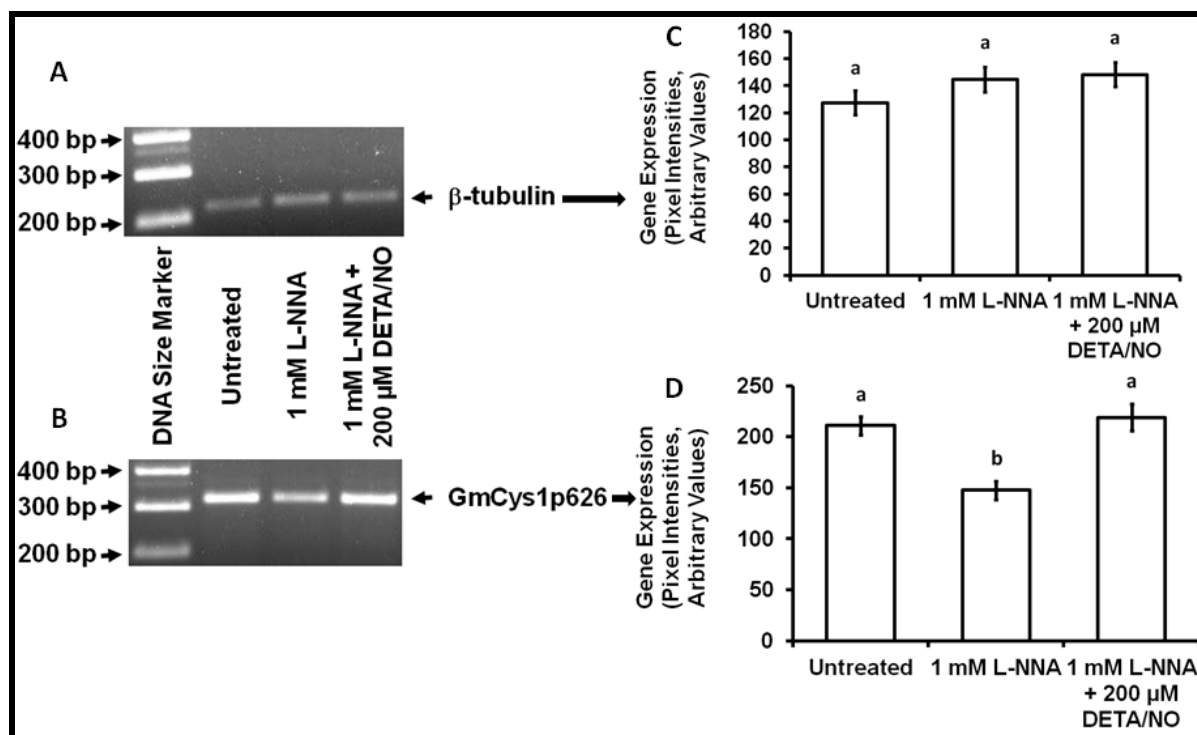 A
400 bp
300 bp
200 bp
β-tubulin
DNA Size Marker
Untreated
1 mM L-NNA
1 mM L-NNA +
200 µM DETA/NO
B
400 bp
300 bp
200 bp
GmCys1p626
C
Gene Expression
(Pixel Intensities,
Arbitrary Values)
180
160
140
120
100
80
60
40
20
0
a
a
a
Untreated
1 mM L-NNA
1 mM L-NNA
+ 200 µM
DETA/NO
D
Gene Expression
(Pixel Intensities,
Arbitrary Values)
250
200
150
100
50
0
a
b
a
Untreated
1 mM L-NNA
1 mM L-NNA
+ 200 µM
DETA/NO